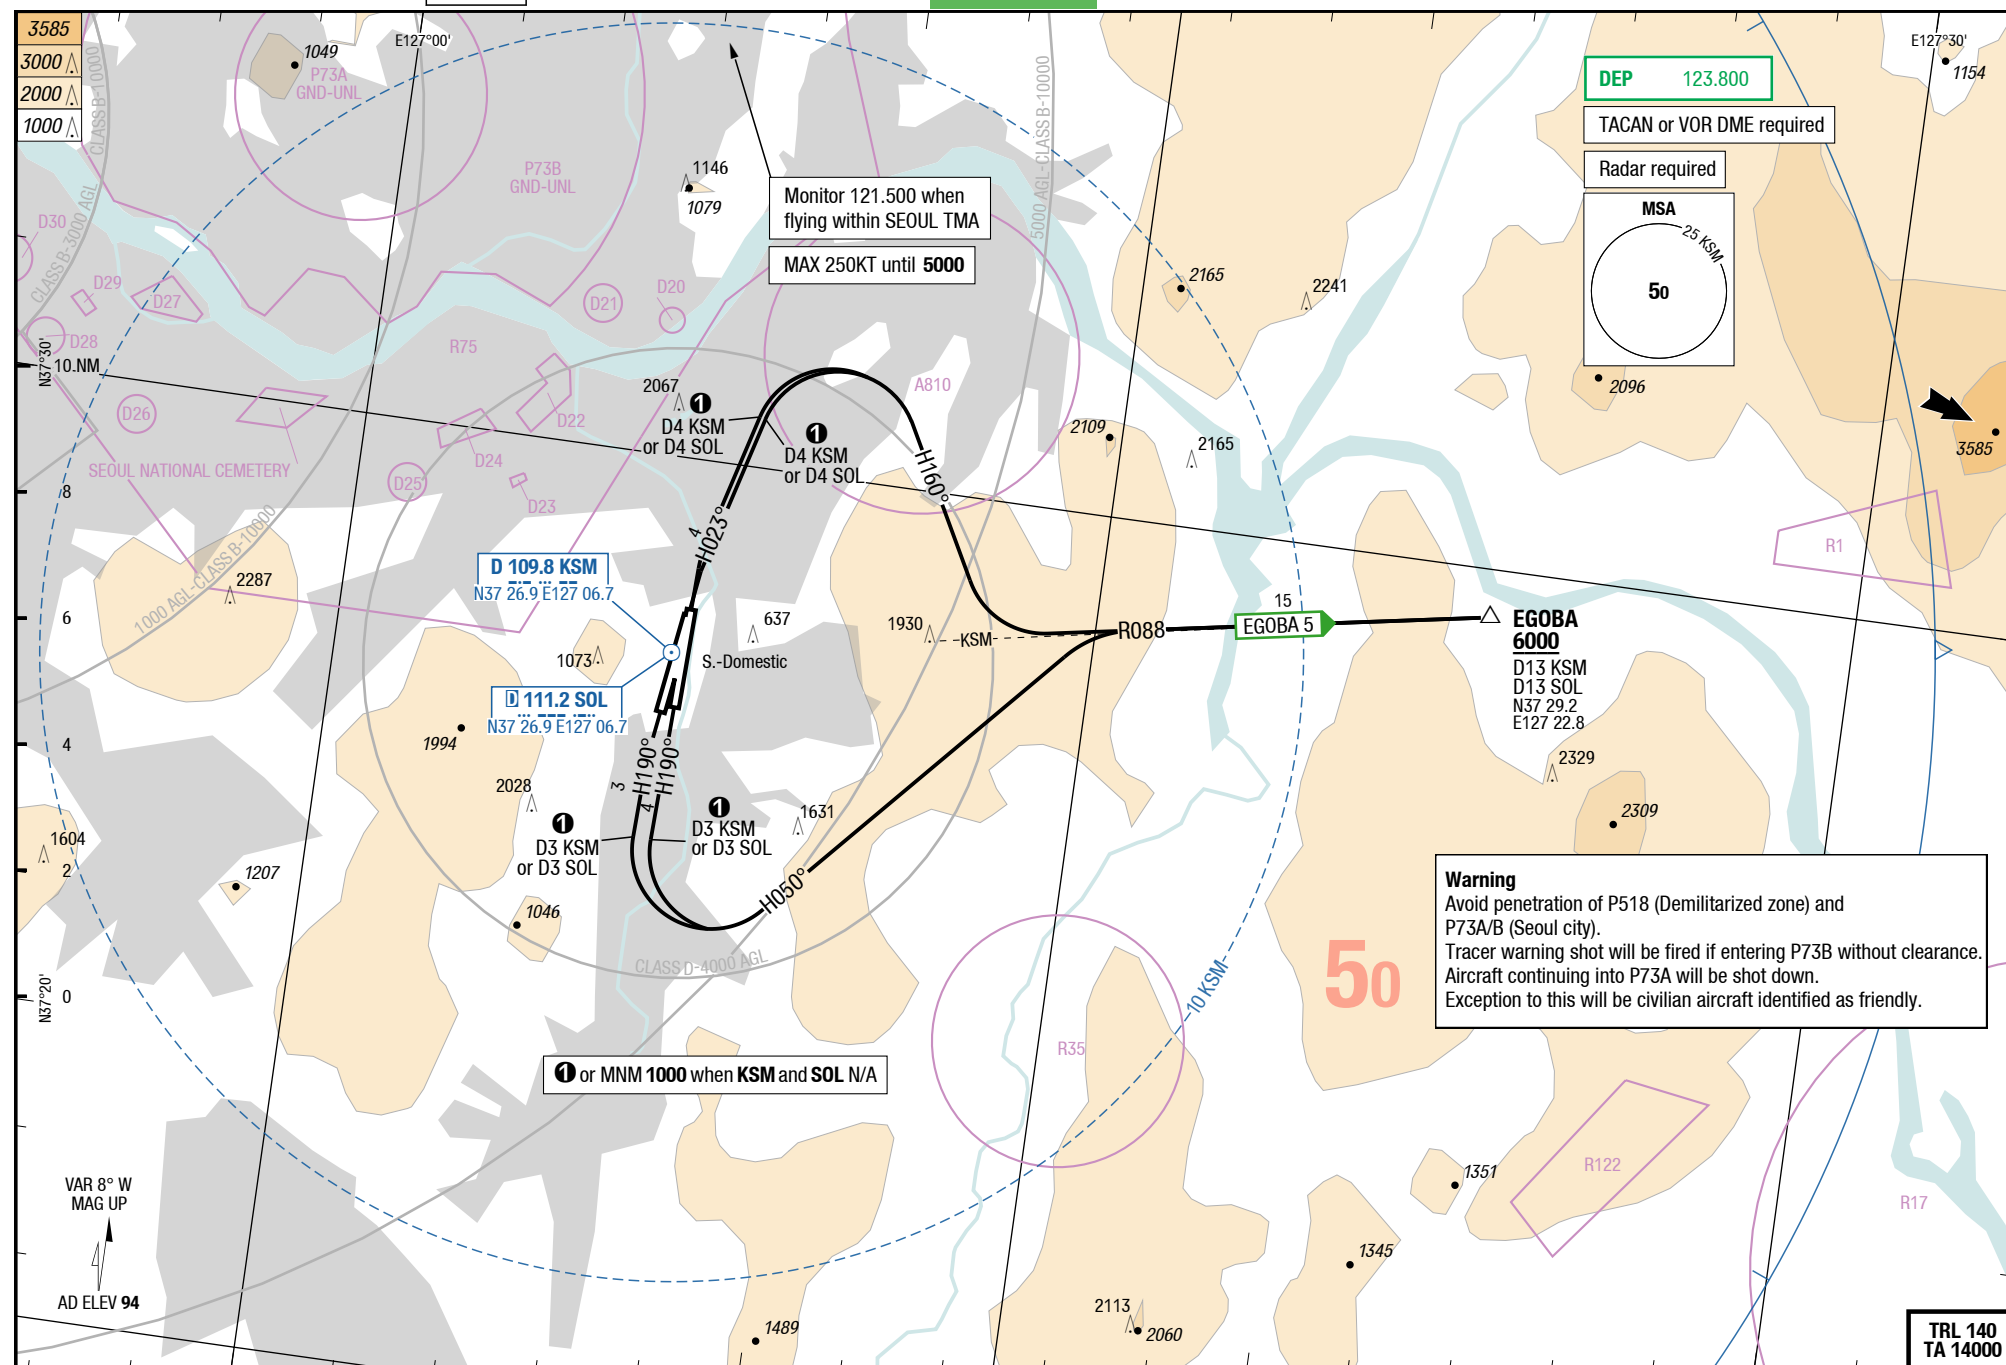 3585
3000
2000
1000
CLASS B-10000
CLASS B-3000 AGL
1049
P73A
GND-UNL
E127°00'
P73B
GND-UNL
1146
1079
Monitor 121.500 when
flying within SEOUL TMA
MAX 250KT until 5000
5000 AGL-CLASS B-10000
DEP 123.800
TACAN or VOR DME required
Radar required
MSA
25 KSM
50
E127°30'
1154
D30
D29
D27
D28
N37°30'
10 NM
D26
SEOUL NATIONAL CEMETERY
D25
D24
D23
D22
D21
D20
R75
A810
2165
2241
2096
3585
2067
1
D4 KSM
or D4 SOL
1
D4 KSM
or D4 SOL
2109
2165
R1
8
6
4
2
0
1000 AGL-CLASS B-10000
2287
4
H023°
H160°
D 109.8 KSM
N37 26.9 E127 06.7
D 111.2 SOL
N37 26.9 E127 06.7
637
S.-Domestic
1073
1930
KSM
R088
15
EGOBA 5
EGOBA
6000
D13 KSM
D13 SOL
N37 29.2
E127 22.8
1994
2028
3
H190°
4
H190°
1
D3 KSM
or D3 SOL
1
D3 KSM
or D3 SOL
1631
H050°
2329
2309
1604
1207
1046
CLASS D-4000 AGL
N37°20'
10 KSM
50
Warning
Avoid penetration of P518 (Demilitarized zone) and
P73A/B (Seoul city).
Tracer warning shot will be fired if entering P73B without clearance.
Aircraft continuing into P73A will be shot down.
Exception to this will be civilian aircraft identified as friendly.
1 or MNM 1000 when KSM and SOL N/A
R35
R122
R17
1351
1345
2113
2060
1489
VAR 8° W
MAG UP
AD ELEV 94
TRL 140
TA 14000